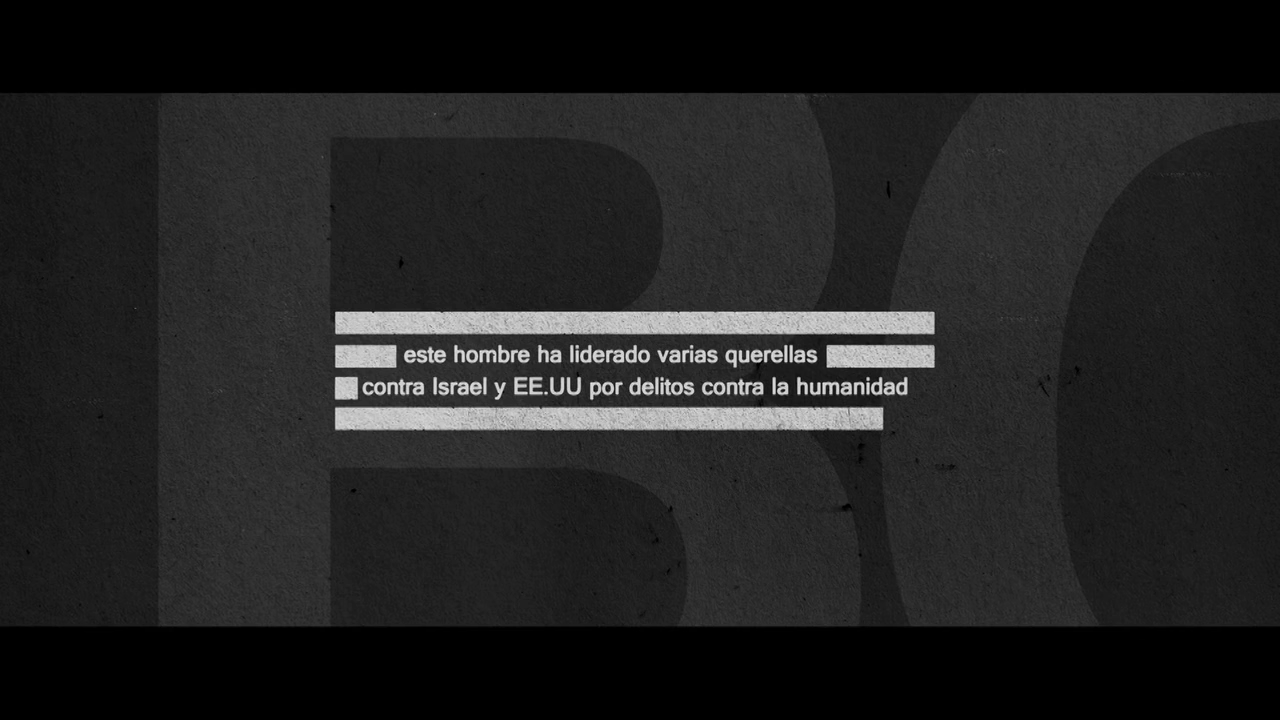 este hombre ha liderado varias querellas
contra Israel y EE.UU por delitos contra la humanidad